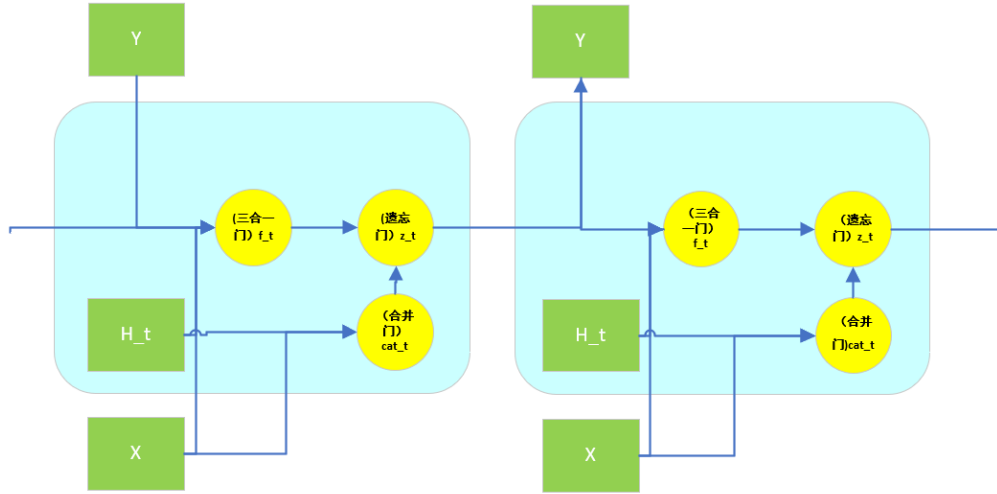 Y
(三合一
门）f_t
(遗忘
门）z_t
H_t
（合并
门）
cat_t
X
Y
（三合
一门）
f_t
（遗忘
门）z_t
H_t
（合并
门)cat_t
X